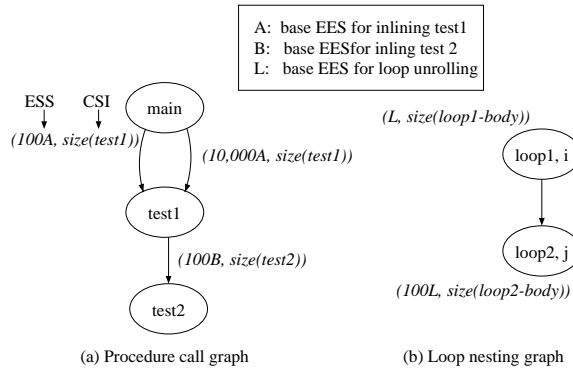 A: base EES for inlining test1
B: base EESfor inling test 2
L: base EES for loop unrolling
ESS CSI
main
(100A, size(test1))
(10,000A, size(test1))
test1
(100B, size(test2))
test2
(a) Procedure call graph
(L, size(loop1-body))
loop1, i
loop2, j
(100L, size(loop2-body))
(b) Loop nesting graph